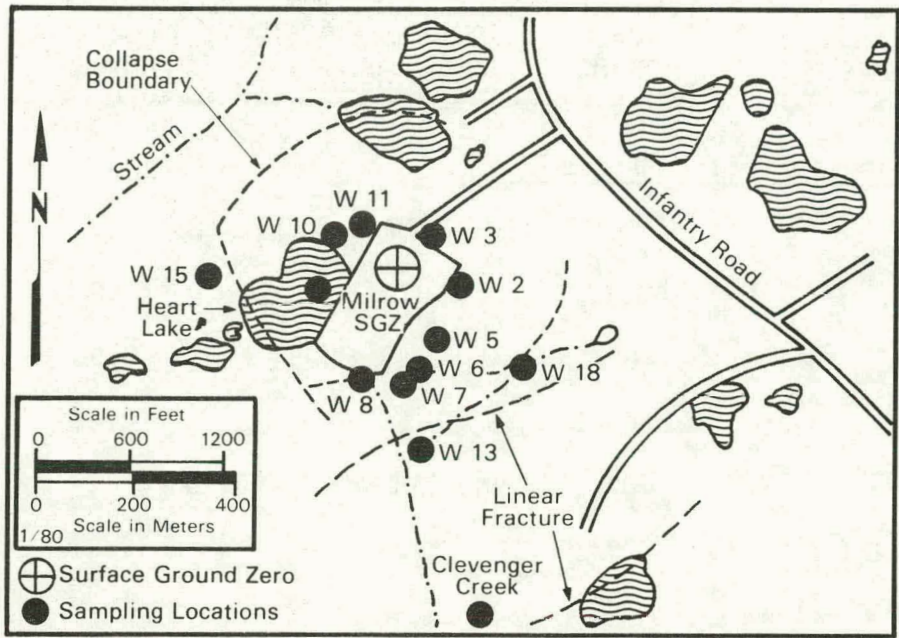 Collapse
Boundary
Stream
N
Infantry Road
W 11
W 10
W 3
W 15
W 2
Heart
Lake
Milrow
SGZ
W 5
W 6
W 18
W 8
W 7
W 13
Linear
Fracture
Clevenger
Creek
Scale in Feet
0 600 1200
0 200 400
Scale in Meters
1/80
Surface Ground Zero
Sampling Locations